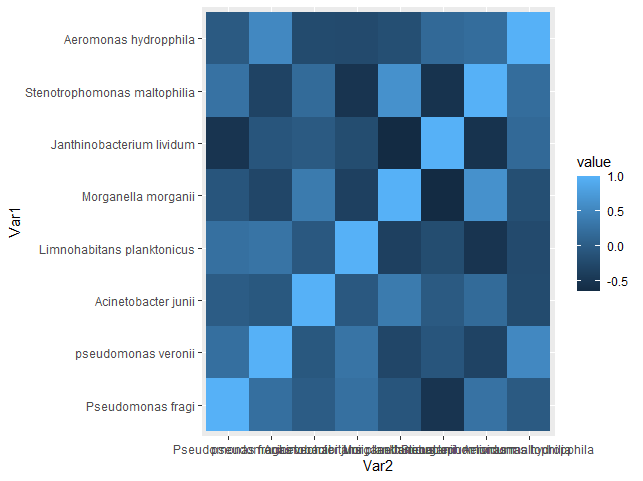 Aeromonas hydropphila
Stenotrophomonas maltophilia
Janthinobacterium lividum
Morganella morganii
Limnohabitans planktonicus
Acinetobacter junii
pseudomonas veronii
Pseudomonas fragi
Var1
value
1.0
0.5
0.0
-0.5
Var2